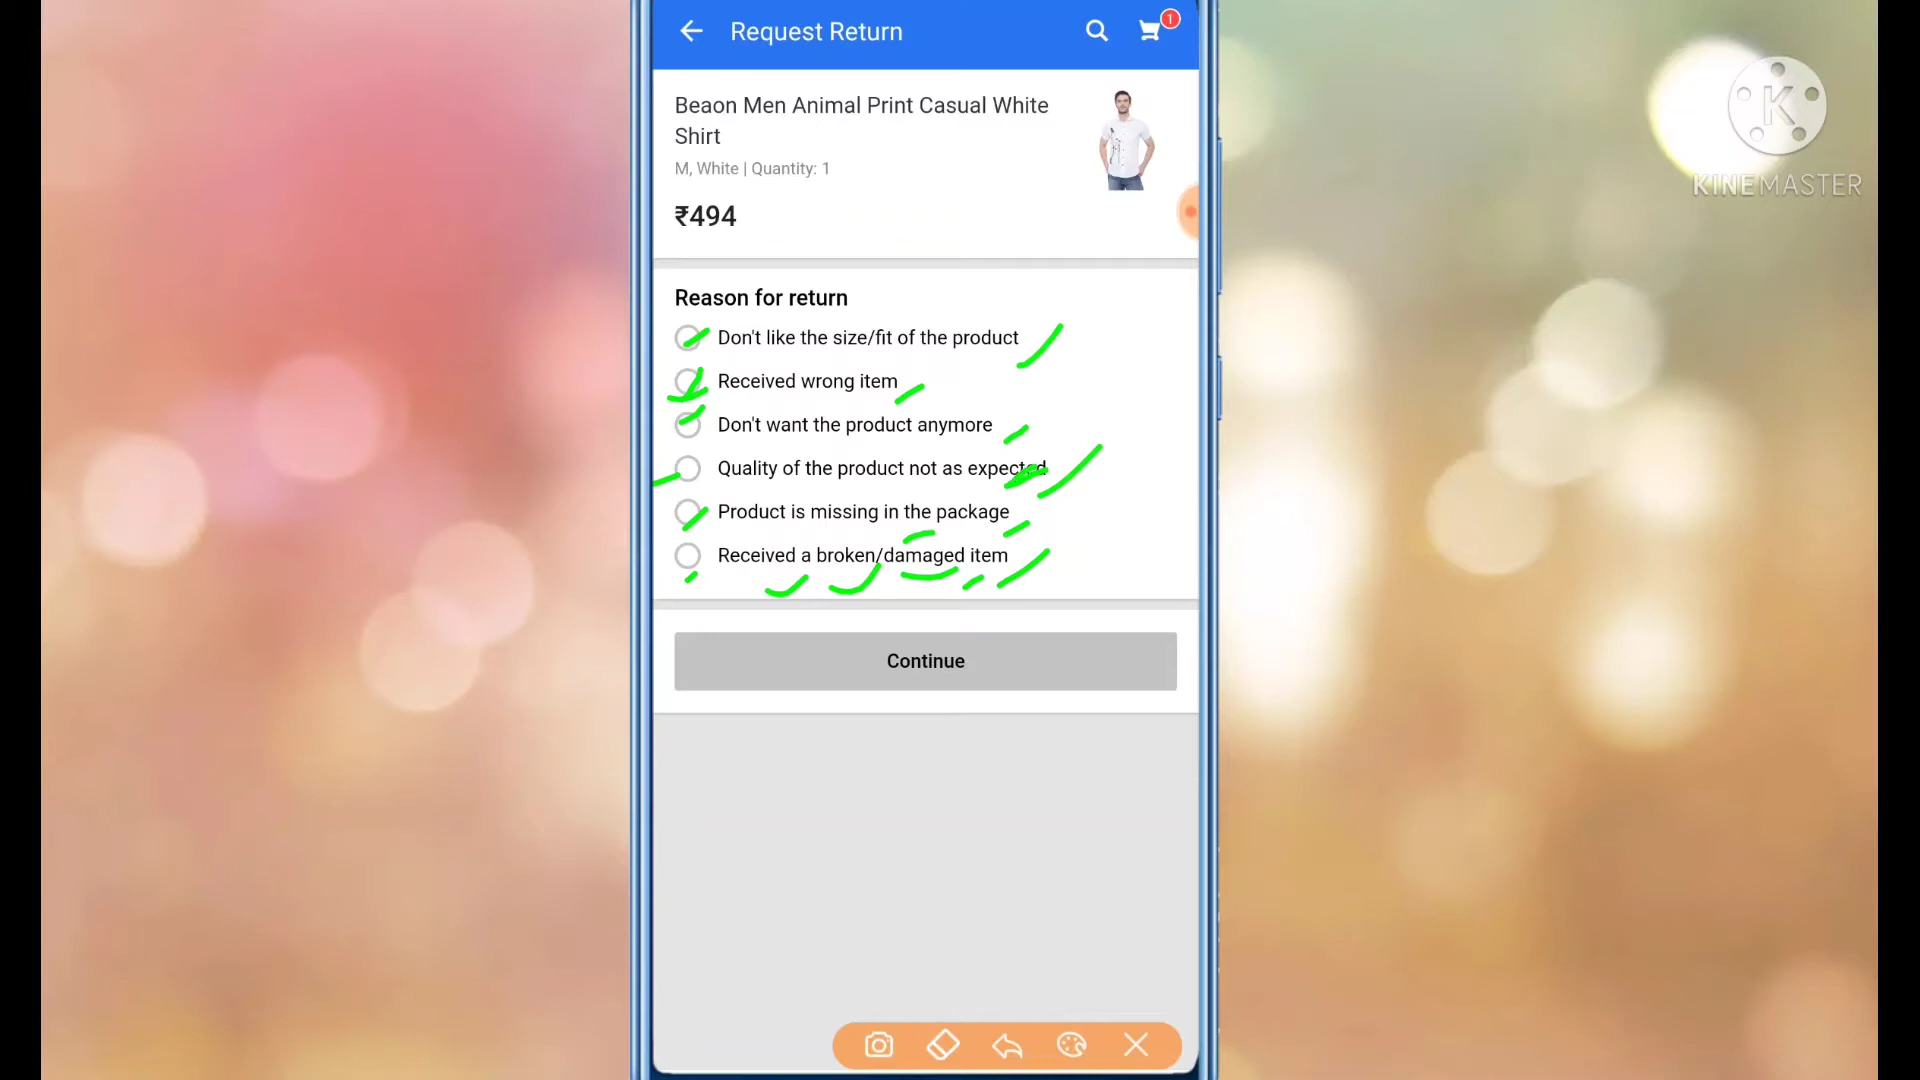 Request Return
1
Beaon Men Animal Print Casual White
Shirt
M, White | Quantity: 1
₹494
Reason for return
Don't like the size/fit of the product
Received wrong item
Don't want the product anymore
Quality of the product not as expected
Product is missing in the package
Received a broken/damaged item
Continue
K
KINEMASTER